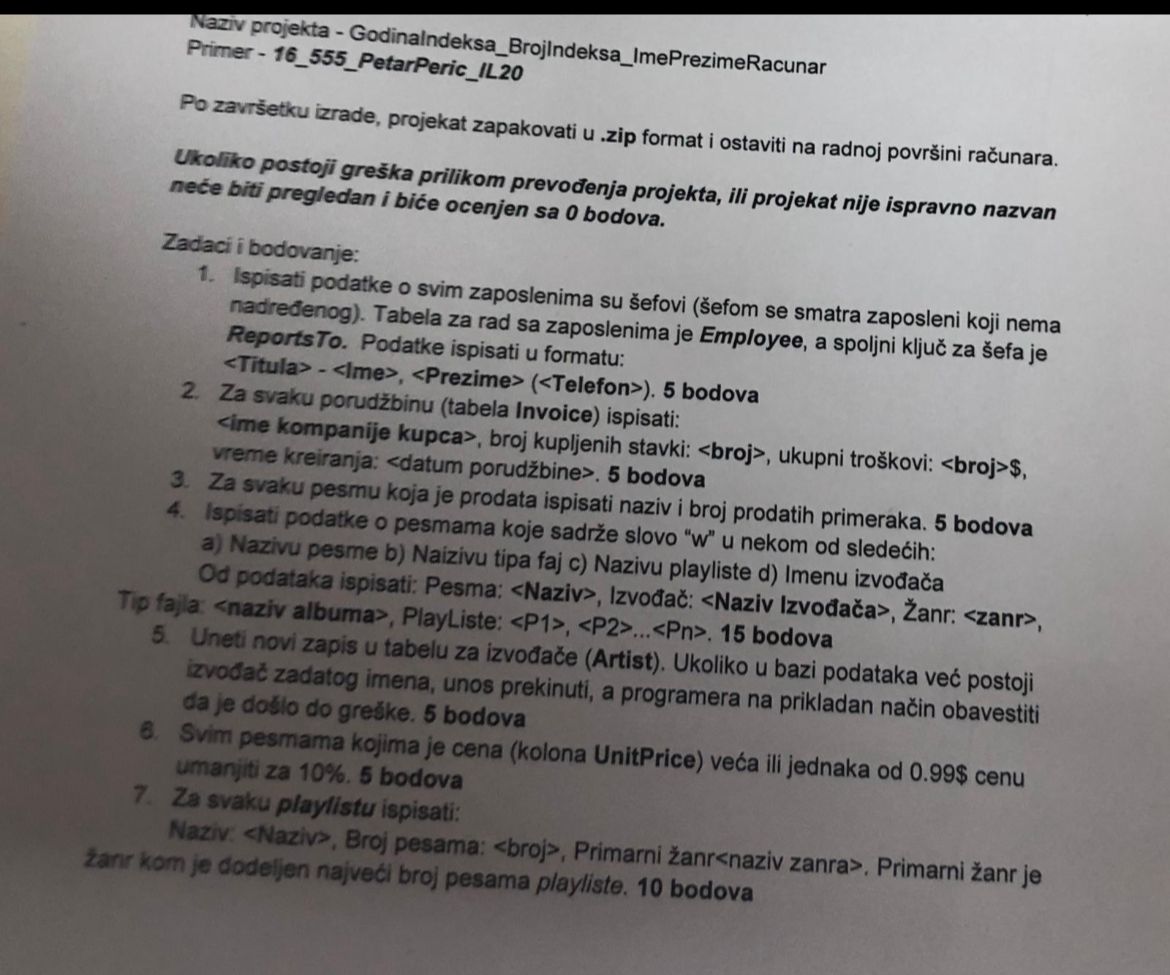 Naziv projekta - GodinaIndeksa_BrojIndeksa_ImePrezimeRacunar
Primer - 16_555_PetarPeric_IL20
Po završetku izrade, projekat zapakovati u .zip format i ostaviti na radnoj površini računara.
Ukoliko postoji greška prilikom prevođenja projekta, ili projekat nije ispravno nazvan
neće biti pregledan i biće ocenjen sa 0 bodova.
Zadaci i bodovanje:
1. Ispisati podatke o svim zaposlenima su šefovi (šefom se smatra zaposleni koji nema
nadređenog). Tabela za rad sa zaposlenima je Employee, a spoljni ključ za šefa je
ReportsTo. Podatke ispisati u formatu:
<Titula> - <Ime>, <Prezime> (<Telefon>). 5 bodova
2. Za svaku porudžbinu (tabela Invoice) ispisati:
<ime kompanije kupca>, broj kupljenih stavki: <broj>, ukupni troškovi: <broj>$,
vreme kreiranja: <datum porudžbine>. 5 bodova
3. Za svaku pesmu koja je prodata ispisati naziv i broj prodatih primeraka. 5 bodova
4. Ispisati podatke o pesmama koje sadrže slovo “w” u nekom od sledećih:
a) Nazivu pesme b) Naizivu tipa faj c) Nazivu playliste d) Imenu izvođača
Od podataka ispisati: Pesma: <Naziv>, Izvođač: <Naziv Izvođača>, Žanr: <zanr>,
Tip fajla: <naziv albuma>, PlayListe: <P1>, <P2>...<Pn>. 15 bodova
5. Uneti novi zapis u tabelu za izvođače (Artist). Ukoliko u bazi podataka već postoji
izvođač zadatog imena, unos prekinuti, a programera na prikladan način obavestiti
da je došlo do greške. 5 bodova
6. Svim pesmama kojima je cena (kolona UnitPrice) veća ili jednaka od 0.99$ cenu
umanjiti za 10%. 5 bodova
7. Za svaku playlistu ispisati:
Naziv: <Naziv>, Broj pesama: <broj>, Primarni žanr<naziv zanra>. Primarni žanr je
žanr kom je dodeljen najveći broj pesama playliste. 10 bodova